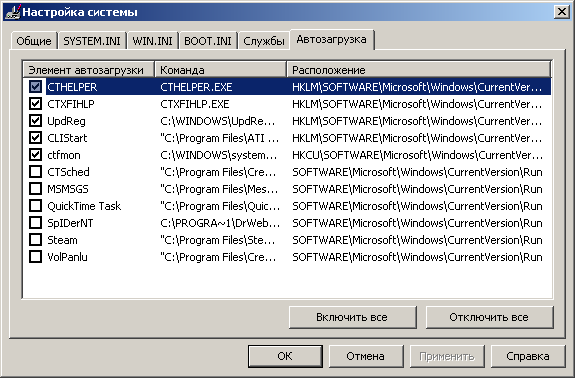 Настройка системы
Общие SYSTEM.INI WIN.INI BOOT.INI Службы Автозагрузка
Элемент автозагрузки Команда Расположение
CTHELPER CTHELPER.EXE HKLM\SOFTWARE\Microsoft\Windows\CurrentVer...
CTXFIHLP CTXFIHLP.EXE HKLM\SOFTWARE\Microsoft\Windows\CurrentVer...
UpdReg C:\WINDOWS\UpdRe... HKLM\SOFTWARE\Microsoft\Windows\CurrentVer...
CLIStart "C:\Program Files\ATI ... HKLM\SOFTWARE\Microsoft\Windows\CurrentVer...
ctfmon C:\WINDOWS\system... HKCU\SOFTWARE\Microsoft\Windows\CurrentVer...
CTSched "C:\Program Files\Cre... SOFTWARE\Microsoft\Windows\CurrentVersion\Run
MSMSGS "C:\Program Files\Mes... SOFTWARE\Microsoft\Windows\CurrentVersion\Run
QuickTime Task "C:\Program Files\Quic... SOFTWARE\Microsoft\Windows\CurrentVersion\Run
SpIDerNT C:\PROGRA~1\DrWeb... SOFTWARE\Microsoft\Windows\CurrentVersion\Run
Steam "C:\Program Files\Ste... SOFTWARE\Microsoft\Windows\CurrentVersion\Run
VolPanlu "C:\Program Files\Cre... SOFTWARE\Microsoft\Windows\CurrentVersion\Run
Включить все Отключить все
OK Отмена Применить Справка